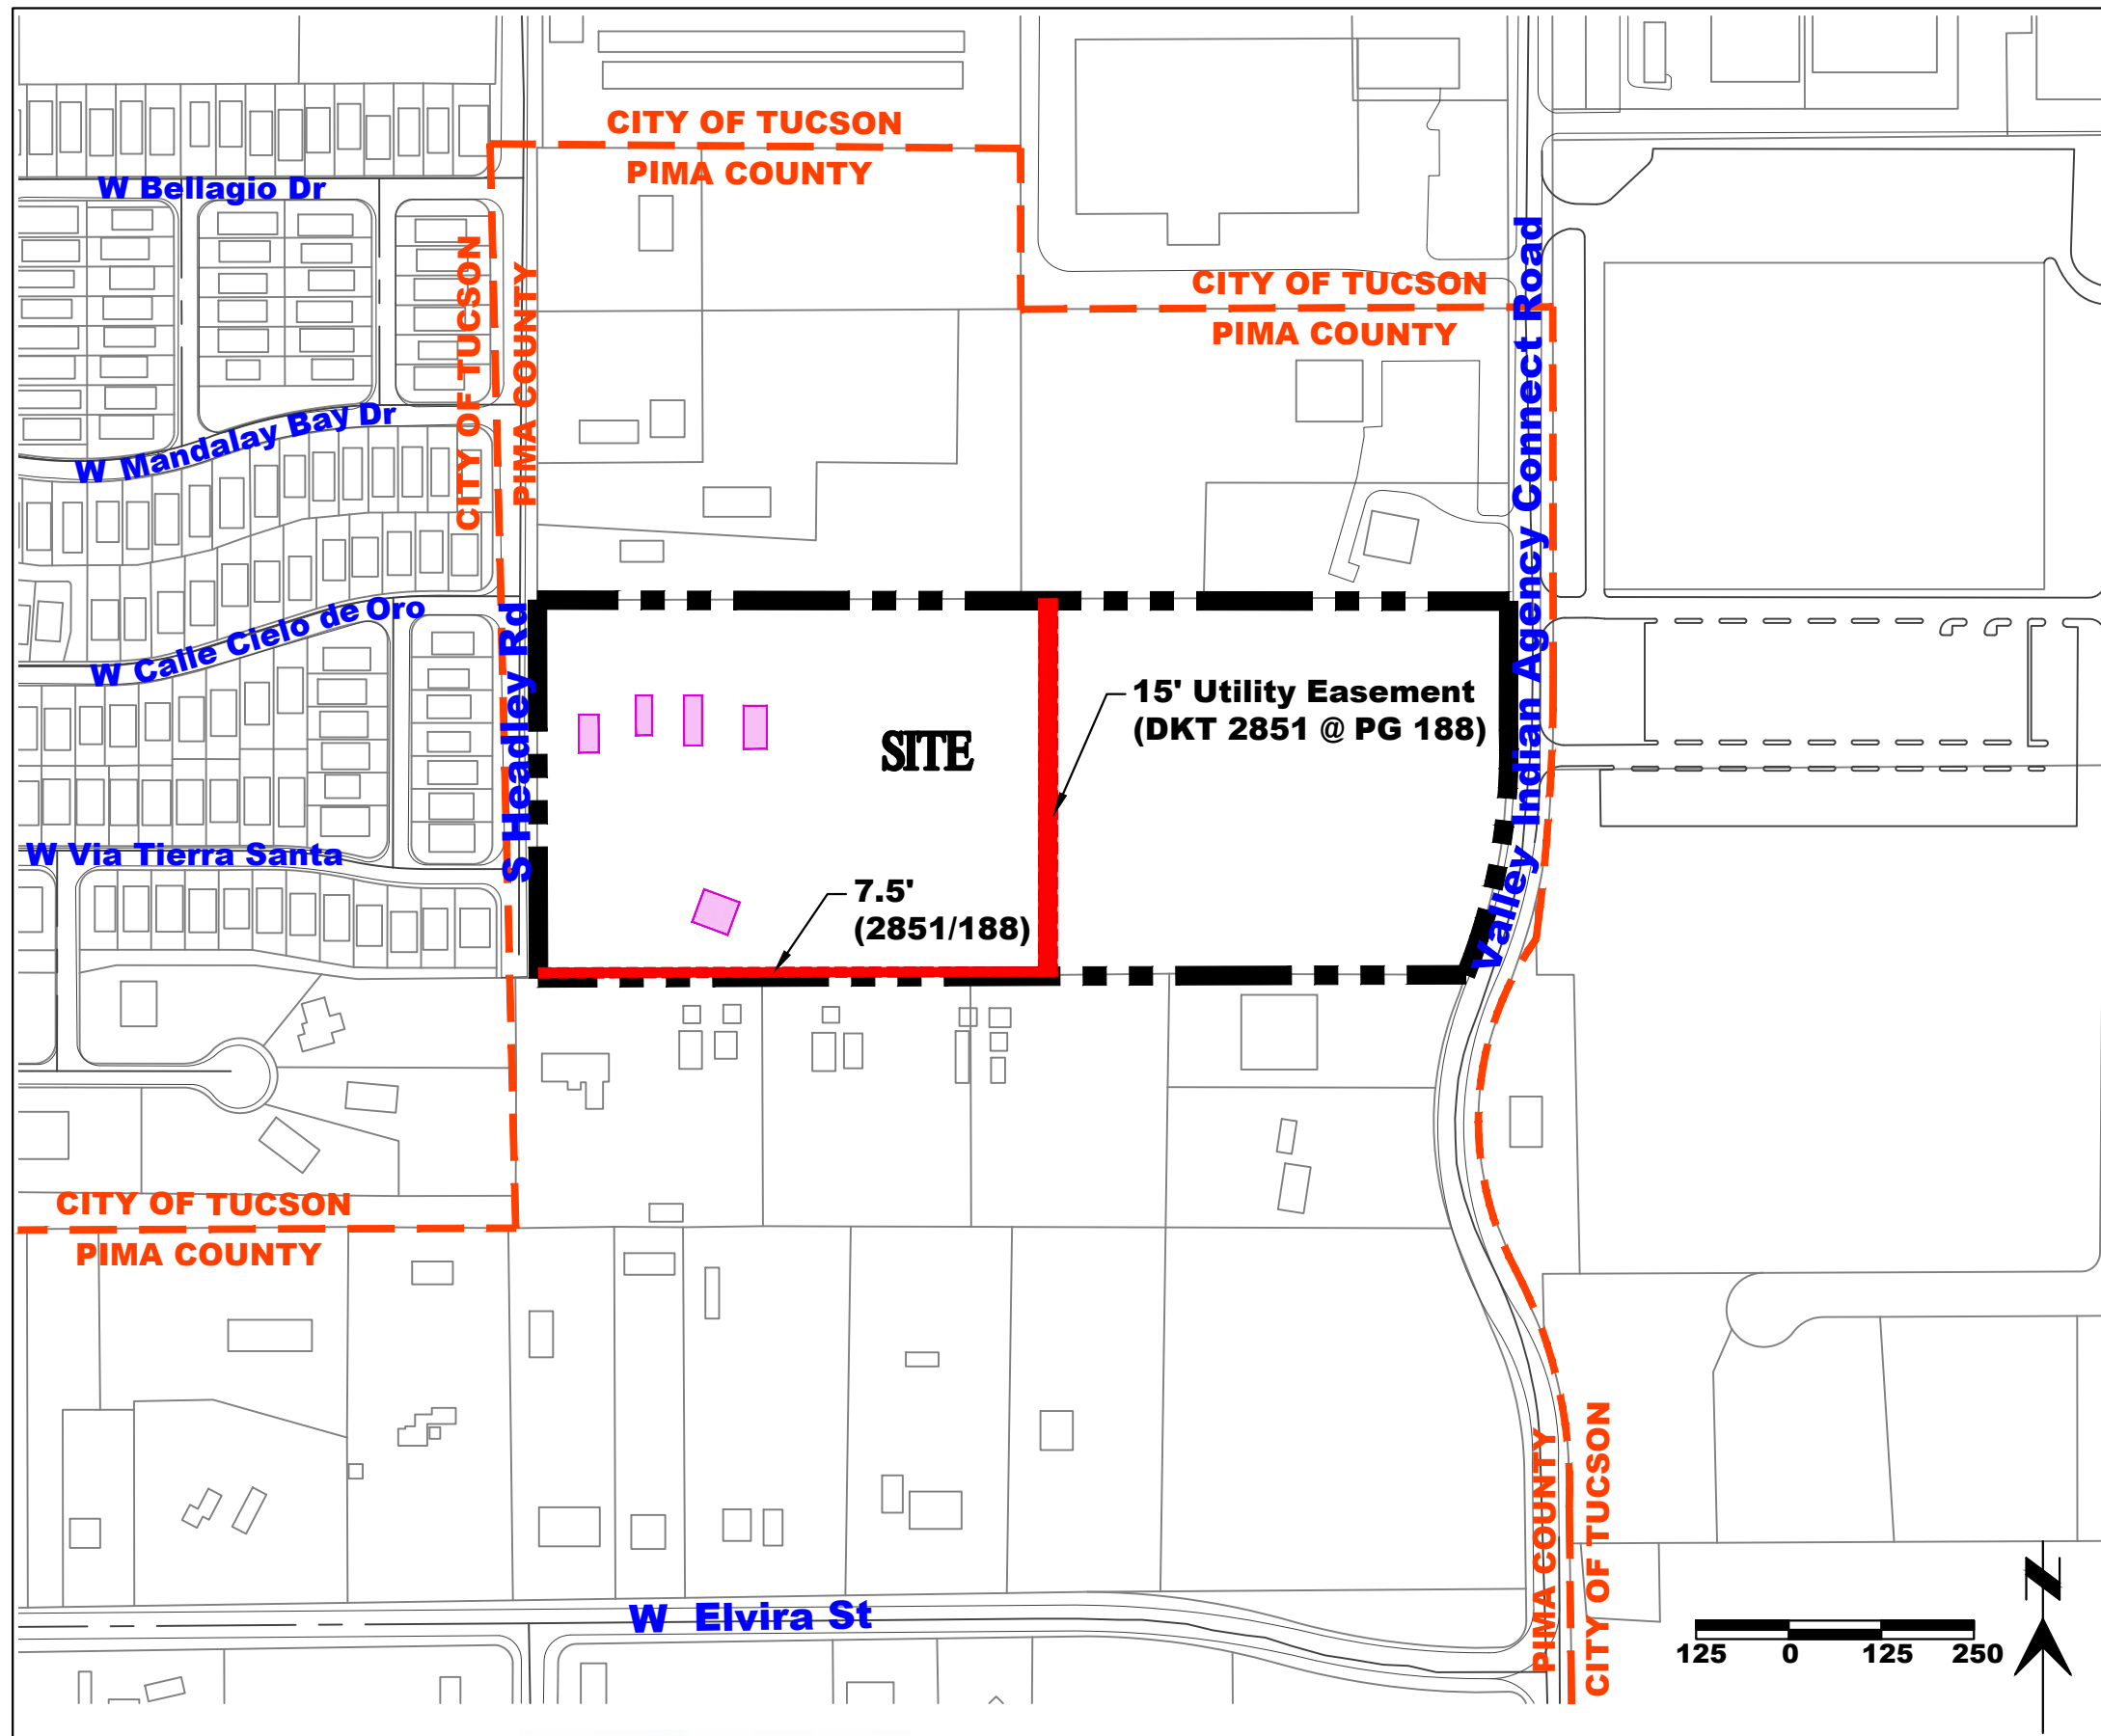 CITY OF TUCSON
PIMA COUNTY
W Bellagio Dr
CITY OF TUCSON
PIMA COUNTY
CITY OF TUCSON
PIMA COUNTY
Valley Indian Agency Connect Road
W Mandalay Bay Dr
W Calle Cielo de Oro
S Headley Rd
15' Utility Easement
(DKT 2851 @ PG 188)
SITE
W Via Tierra Santa
7.5'
(2851/188)
CITY OF TUCSON
PIMA COUNTY
PIMA COUNTY
CITY OF TUCSON
W Elvira St
N
125 0 125 250